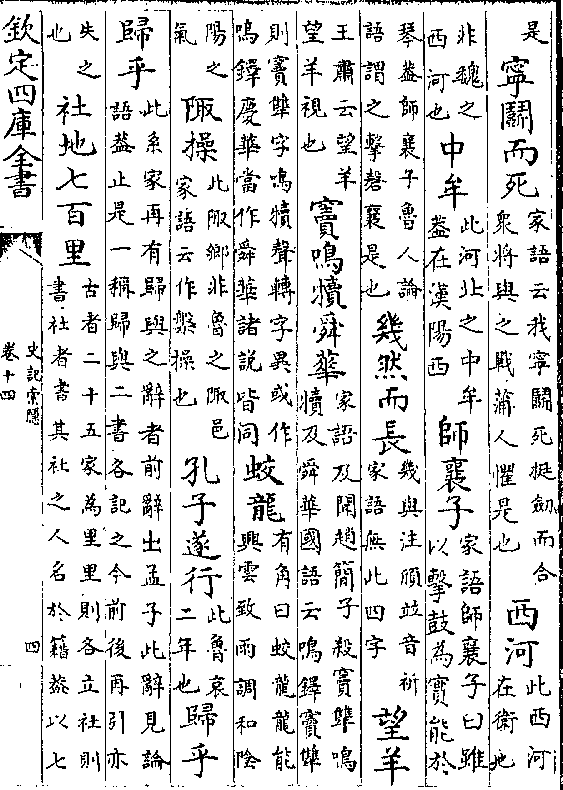 是寧鬭而死家語云我寧鬭死挺劒而合衆將與之戰蒲人懼是也西河此西河在衛地
非魏之西河也中牟此河北之中牟蓋在漢陽西師襄子家語師襄子曰雖以擊鼓為實能於
琴蓋師襄子魯人論語謂之擊磬襄是也幾然而長幾與注頎並音祈家語無此四字望羊
王肅云望羊望羊視也竇鳴犢舜華家語及聞趙簡子殺竇犨鳴犢及舜華國語云鳴鐸竇犨
則竇犨字鳴犢聲轉字異或作鳴鐸慶華當作舜華諸説皆同蛟龍有角曰蛟龍龍能興雲致雨調和陰
陽之氣陬操此陬鄉非魯之陬邑家語云作槃操也孔子遂行此魯哀二年也歸乎
歸乎此系家再有歸與之辭者前辭出孟子此辭見論語蓋止是一稱歸與二書各記之今前後再引亦
失之也社地七百里古者二十五家為里里則各立社則書社者書其社之人名於籍蓋以七
欽定四庫全書
史記索隱
卷十四
四